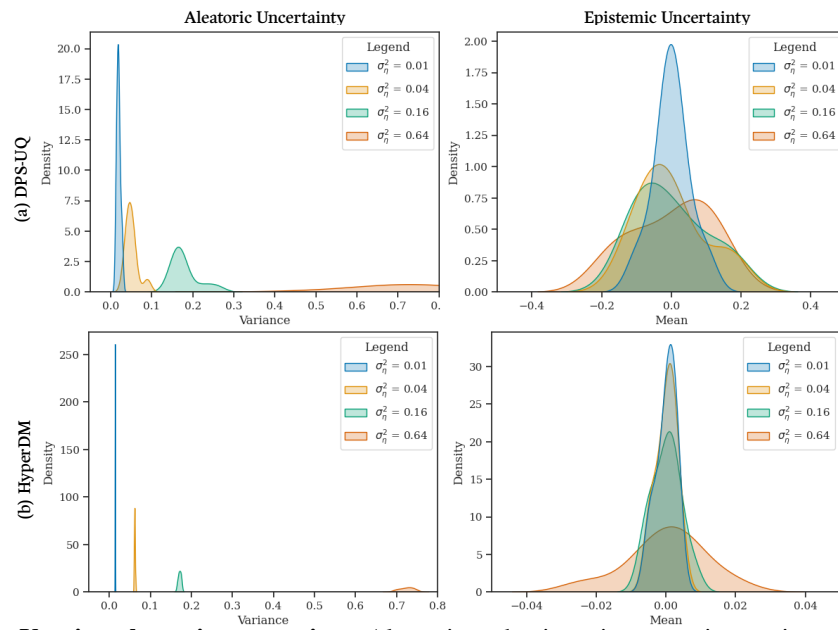 Aleatoric Uncertainty
Epistemic Uncertainty
(a) DPS-UQ
Density
20.0
17.5
15.0
12.5
10.0
7.5
5.0
2.5
0.0
0.0 0.1 0.2 0.3 0.4 0.5 0.6 0.7 0.8
Variance
Legend
σ²η = 0.01
σ²η = 0.04
σ²η = 0.16
σ²η = 0.64
Density
2.00
1.75
1.50
1.25
1.00
0.75
0.50
0.25
0.00
−0.4 −0.2 0.0 0.2 0.4
Mean
Legend
σ²η = 0.01
σ²η = 0.04
σ²η = 0.16
σ²η = 0.64
(b) HyperDM
Density
250
200
150
100
50
0
0.0 0.1 0.2 0.3 0.4 0.5 0.6 0.7 0.8
Variance
Legend
σ²η = 0.01
σ²η = 0.04
σ²η = 0.16
σ²η = 0.64
Density
30
25
20
15
10
5
0
−0.04 −0.02 0.00 0.02 0.04
Mean
Legend
σ²η = 0.01
σ²η = 0.04
σ²η = 0.16
σ²η = 0.64